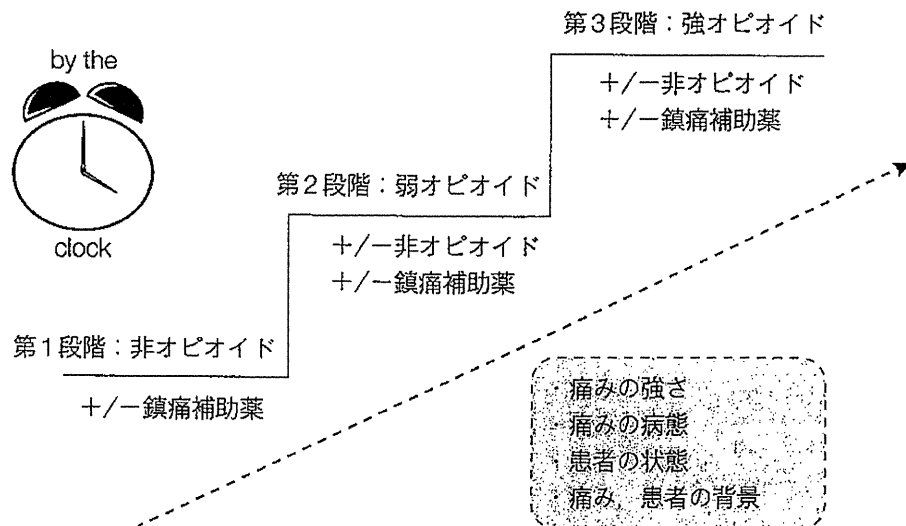 by the
clock
第1段階：非オピオイド
+/−鎮痛補助薬
第2段階：弱オピオイド
+/−非オピオイド
+/−鎮痛補助薬
第3段階：強オピオイド
+/−非オピオイド
+/−鎮痛補助薬
・痛みの強さ
・痛みの病態
・患者の状態
・痛み，患者の背景